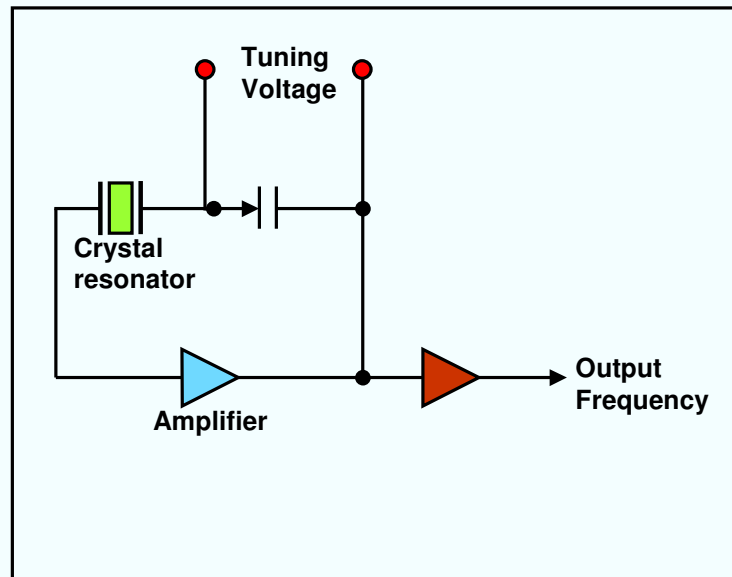 Tuning
Voltage
Crystal
resonator
Amplifier
Output
Frequency